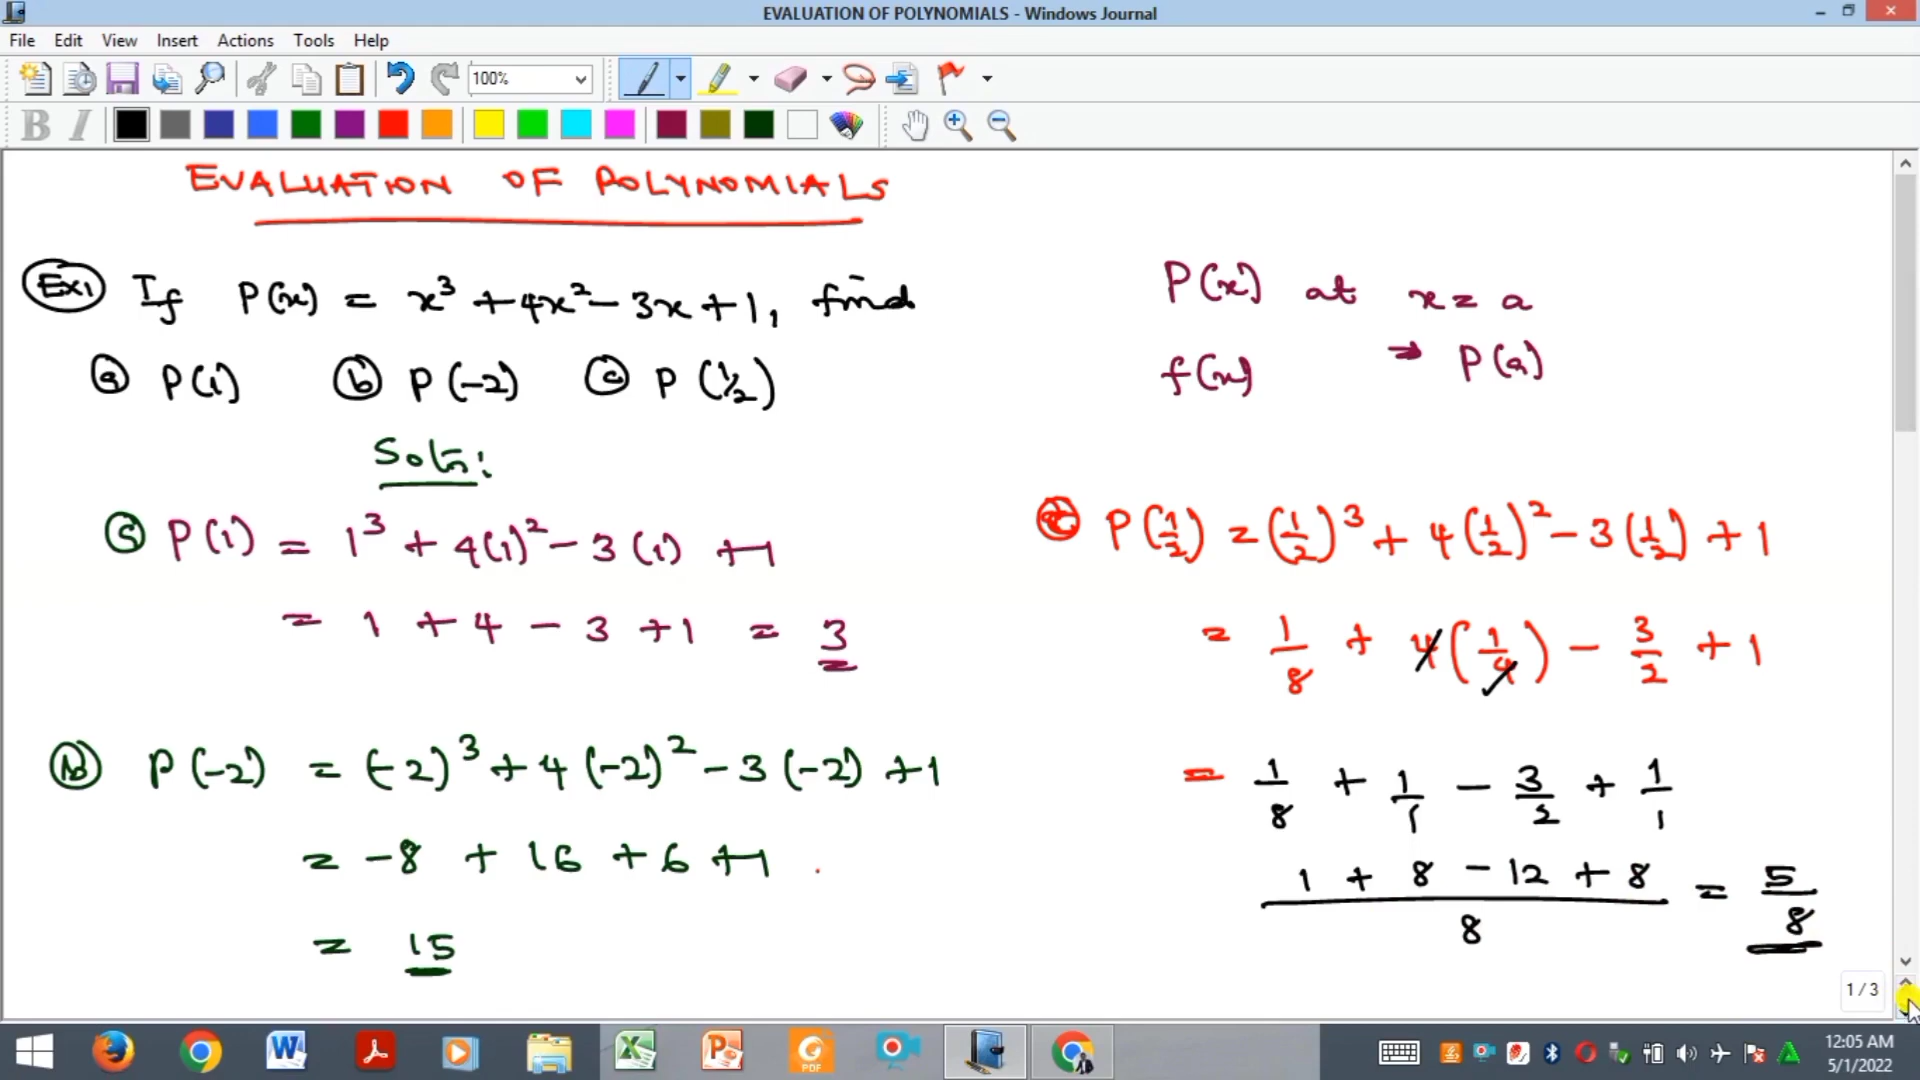 EVALUATION OF POLYNOMIALS - Windows Journal
File Edit View Insert Actions Tools Help
100%
B I
EVALUATION OF POLYNOMIALS
Ex1 If P(x) = x³ + 4x² - 3x + 1, find
(a) P(1) (b) P(-2) (c) P(1/2)
P(x) at x = a
f(x) ⇒ P(a)
Soln:
(a) P(1) = 1³ + 4(1)² - 3(1) + 1
= 1 + 4 - 3 + 1 = 3
(b) P(-2) = (-2)³ + 4(-2)² - 3(-2) + 1
= -8 + 16 + 6 + 1
= 15
(c) P(1/2) = (1/2)³ + 4(1/2)² - 3(1/2) + 1
= 1/8 + 4(1/4) - 3/2 + 1
= 1/8 + 1/1 - 3/2 + 1/1
1 + 8 - 12 + 8 / 8 = 5/8
1 / 3
PDF
12:05 AM
5/1/2022